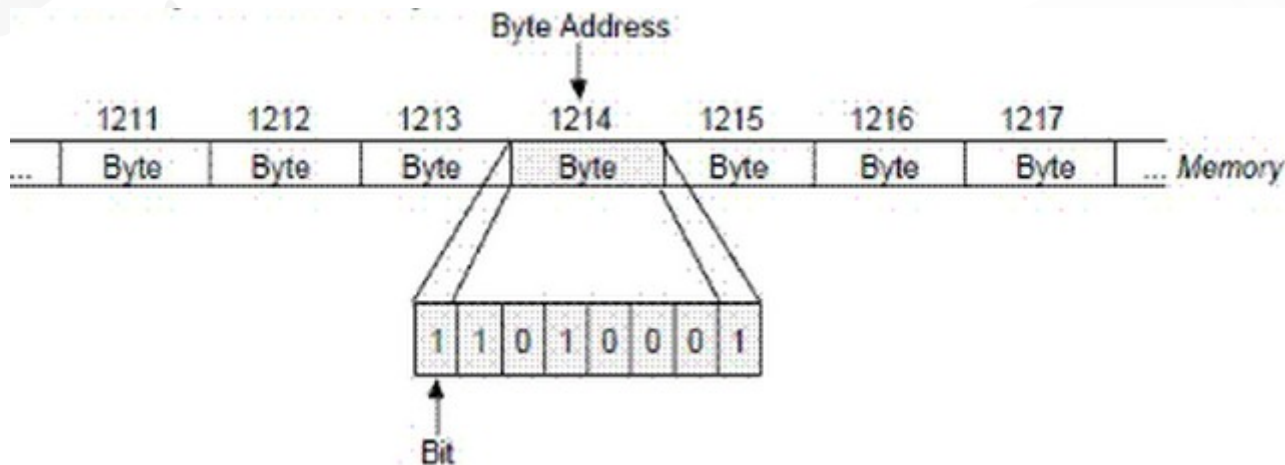 Byte Address
1211 1212 1213 1214 1215 1216 1217
... Byte Byte Byte Byte Byte Byte Byte ... Memory
1 1 0 1 0 0 0 1
Bit